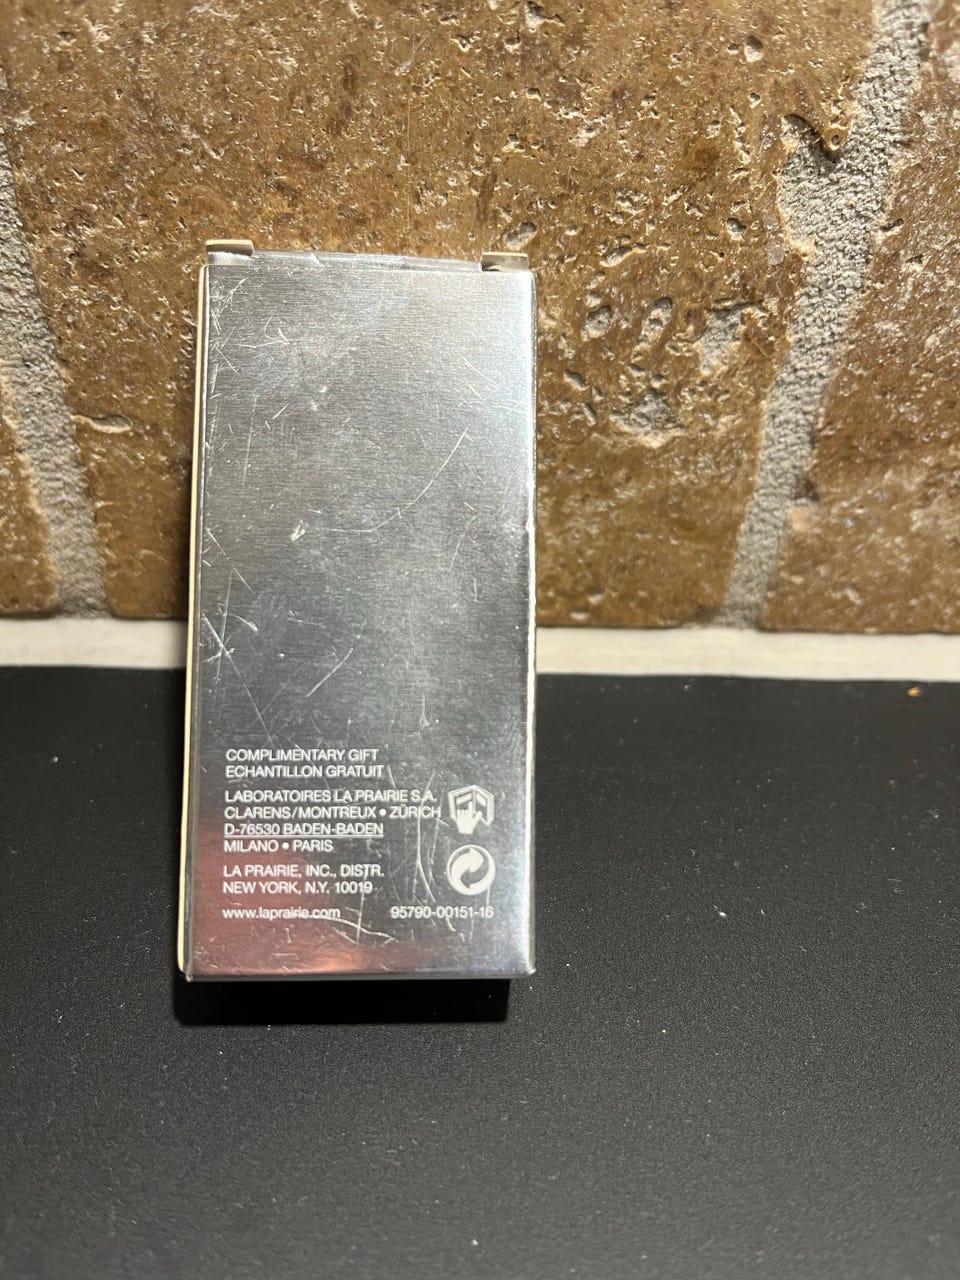 COMPLIMENTARY GIFT
ECHANTILLON GRATUIT
LABORATOIRES LA PRAIRIE S.A.
CLARENS/MONTREUX • ZÜRICH
D-76530 BADEN-BADEN
MILANO • PARIS
LA PRAIRIE, INC., DISTR.
NEW YORK, N.Y. 10019
www.laprairie.com 95790-00151-16